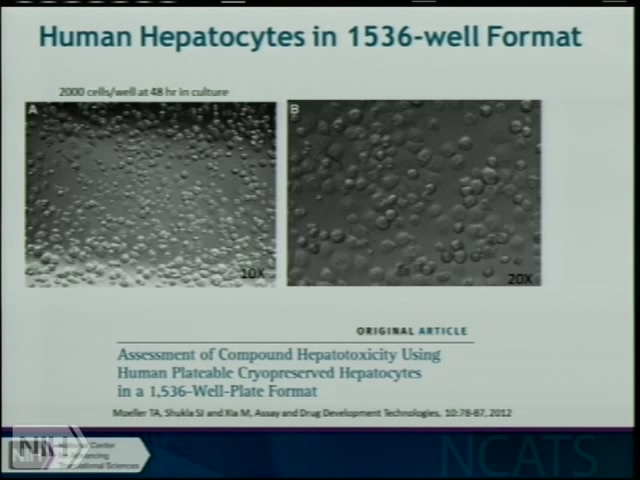 Human Hepatocytes in 1536-well Format
2000 cells/well at 48 hr in culture
A
B
10X
20X
ORIGINAL ARTICLE
Assessment of Compound Hepatotoxicity Using
Human Plateable Cryopreserved Hepatocytes
in a 1,536-Well-Plate Format
Moeller TA, Shukla SJ and Xia M, Assay and Drug Development Technologies, 10:78-87, 2012
NIH
Center
Advancing
Translational Sciences
NCATS